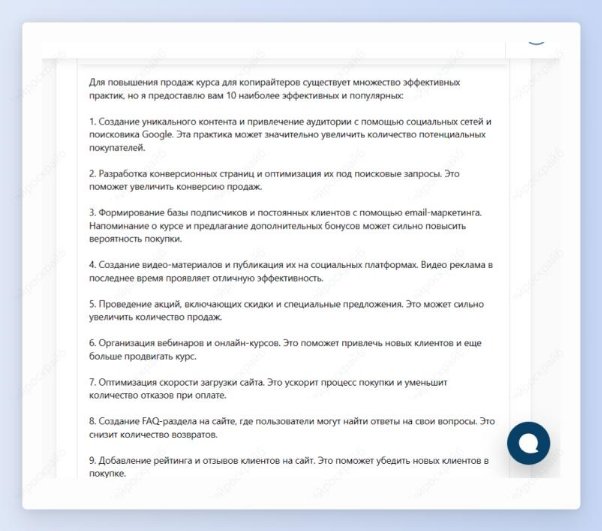 Для повышения продаж курса для копирайтеров существует множество эффективных
практик, но я предоставлю вам 10 наиболее эффективных и популярных:
1. Создание уникального контента и привлечение аудитории с помощью социальных сетей и
поисковика Google. Эта практика может значительно увеличить количество потенциальных
покупателей.
2. Разработка конверсионных страниц и оптимизация их под поисковые запросы. Это
поможет увеличить конверсию продаж.
3. Формирование базы подписчиков и постоянных клиентов с помощью email-маркетинга.
Напоминание о курсе и предлагание дополнительных бонусов может сильно повысить
вероятность покупки.
4. Создание видео-материалов и публикация их на социальных платформах. Видео реклама в
последнее время проявляет отличную эффективность.
5. Проведение акций, включающих скидки и специальные предложения. Это может сильно
увеличить количество продаж.
6. Организация вебинаров и онлайн-курсов. Это поможет привлечь новых клиентов и еще
больше продвигать курс.
7. Оптимизация скорости загрузки сайта. Это ускорит процесс покупки и уменьшит
количество отказов при оплате.
8. Создание FAQ-раздела на сайте, где пользователи могут найти ответы на свои вопросы. Это
снизит количество возвратов.
9. Добавление рейтинга и отзывов клиентов на сайт. Это поможет убедить новых клиентов в
покупке.